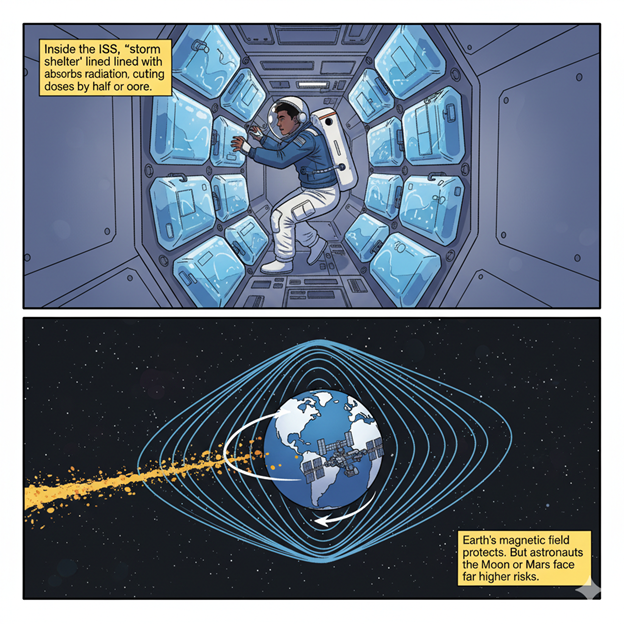 Inside the ISS, “storm
shelter' lined lined with
absorbs radiation, cuting
doses by half or oore.
Earth's magnetic field
protects. But astronauts
the Moon or Mars face
far higher risks.